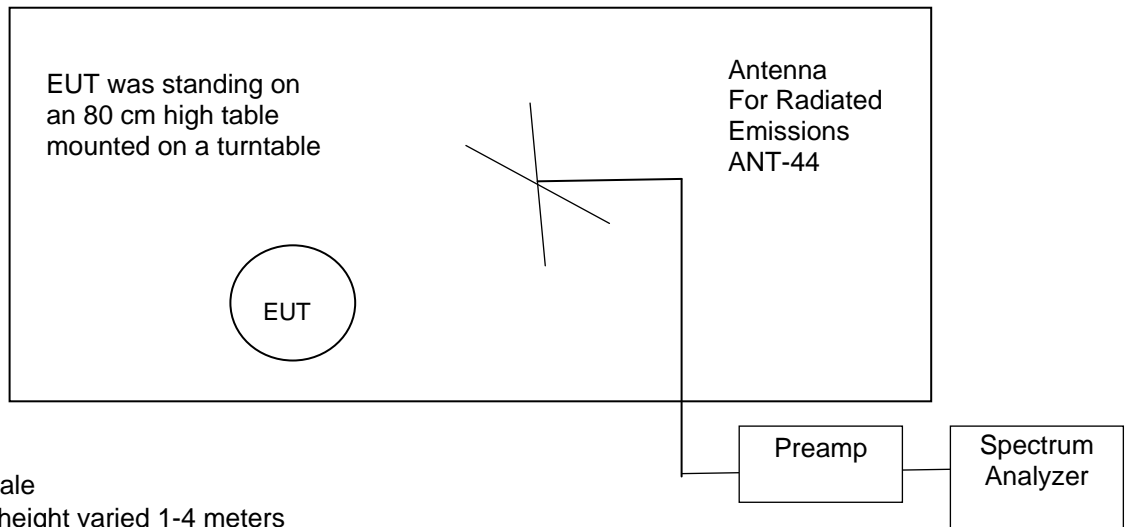 EUT was standing on
an 80 cm high table
mounted on a turntable
Antenna
For Radiated
Emissions
ANT-44
EUT
Preamp
Spectrum
Analyzer
height varied 1-4 meters